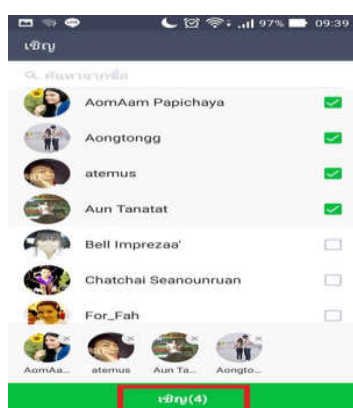 97% 09:39
เชิญ
ค้นหาจากชื่อ
AomAam Papichaya
Aongtongg
atemus
Aun Tanatat
Bell Imprezaa'
Chatchai Seanounruan
For_Fah
AomAa... atemus Aun Ta... Aongto...
เชิญ(4)